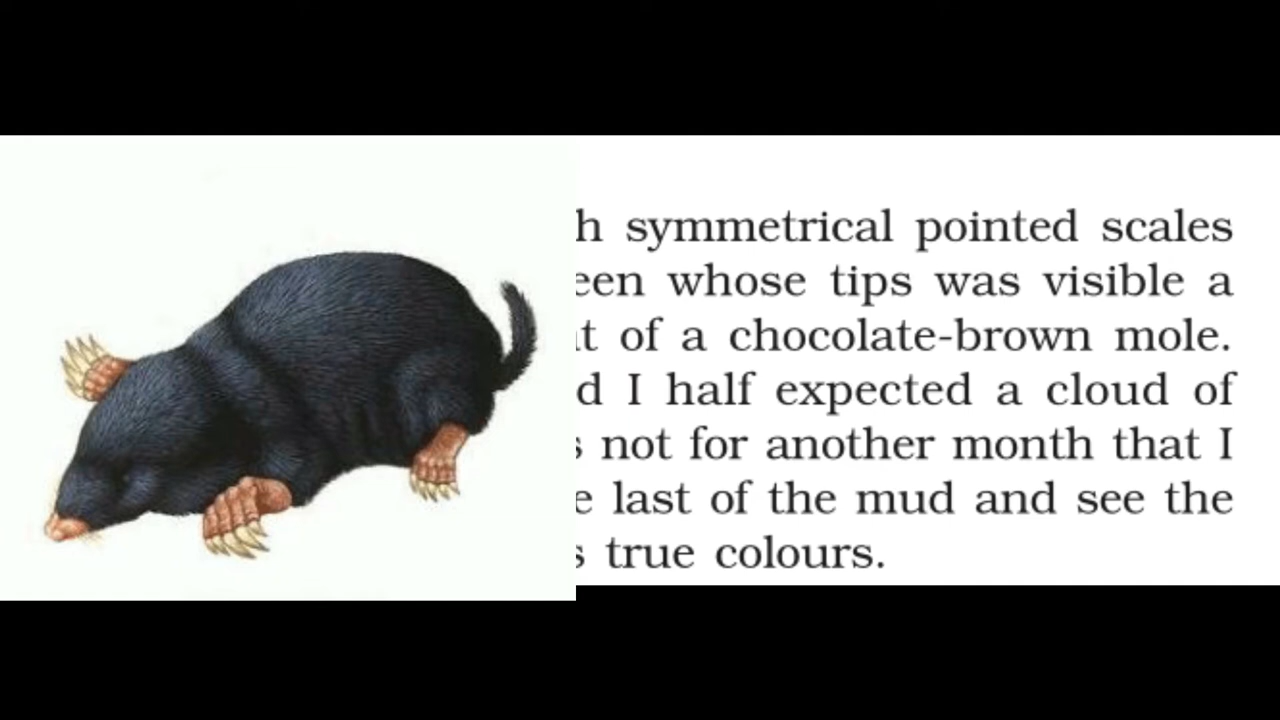 h symmetrical pointed scales
een whose tips was visible a
t of a chocolate-brown mole.
d I half expected a cloud of
s not for another month that I
e last of the mud and see the
s true colours.